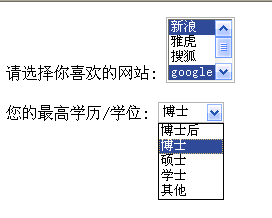 新浪
雅虎
搜狐
请选择你喜欢的网站: google
您的最高学历/学位: 博士
博士后
博士
硕士
学士
其他